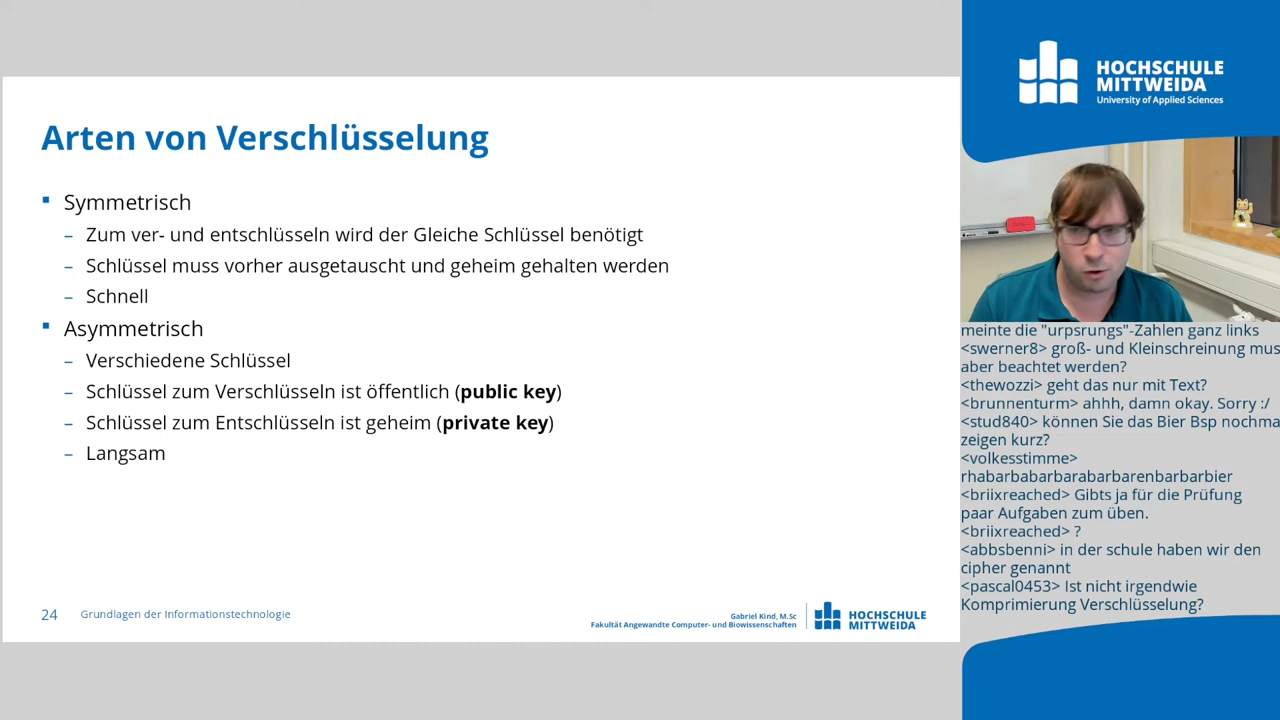 Arten von Verschlüsselung
Symmetrisch
– Zum ver- und entschlüsseln wird der Gleiche Schlüssel benötigt
– Schlüssel muss vorher ausgetauscht und geheim gehalten werden
– Schnell
Asymmetrisch
– Verschiedene Schlüssel
– Schlüssel zum Verschlüsseln ist öffentlich (public key)
– Schlüssel zum Entschlüsseln ist geheim (private key)
– Langsam
24 Grundlagen der Informationstechnologie
Gabriel Kind, M.Sc
Fakultät Angewandte Computer- und Biowissenschaften
HOCHSCHULE
MITTWEIDA
HOCHSCHULE
MITTWEIDA
University of Applied Sciences
meinte die "urpsrungs"-Zahlen ganz links
<swerner8> groß- und Kleinschreinung mus
aber beachtet werden?
<thewozzi> geht das nur mit Text?
<brunnenturm> ahhh, damn okay. Sorry :/
<stud840> können Sie das Bier Bsp nochma
zeigen kurz?
<volkesstimme>
rhabarbabarbarabarbarenbarbarbier
<briixreached> Gibts ja für die Prüfung
paar Aufgaben zum üben.
<briixreached> ?
<abbsbenni> in der schule haben wir den
cipher genannt
<pascal0453> Ist nicht irgendwie
Komprimierung Verschlüsselung?